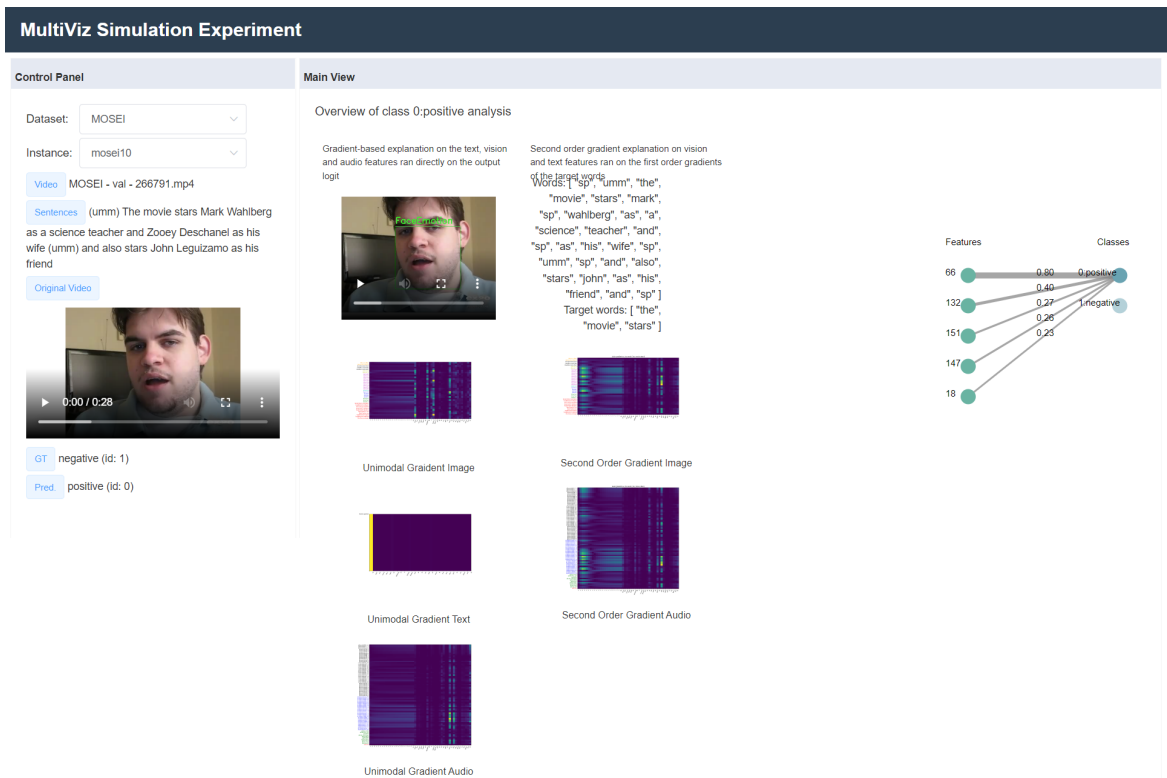 MultiViz Simulation Experiment
Control Panel
Dataset:
MOSEI
Instance:
mosei10
Video
MOSEI - val - 266791.mp4
Sentences
(umm) The movie stars Mark Wahlberg
as a science teacher and Zooey Deschanel as his
wife (umm) and also stars John Leguizamo as his
friend
Original Video
0:00 / 0:28
GT
negative (id: 1)
Pred.
positive (id: 0)
Main View
Overview of class 0:positive analysis
Gradient-based explanation on the text, vision
and audio features ran directly on the output
logit
FaceEmotion
Unimodal Graident Image
Unimodal Gradient Text
Unimodal Gradient Audio
Second order gradient explanation on vision
and text features ran on the first order gradients
of the target words
Words: [ "sp", "umm", "the",
"movie", "stars", "mark",
"sp", "wahlberg", "as", "a",
"science", "teacher", "and",
"sp", "as", "his", "wife", "sp",
"umm", "sp", "and", "also",
"stars", "john", "as", "his",
"friend", "and", "sp" ]
Target words: [ "the",
"movie", "stars" ]
Second Order Gradient Image
Second Order Gradient Audio
Features
Classes
66
0.80
0:positive
0.40
132
0.27
1:negative
0.26
151
0.23
147
18